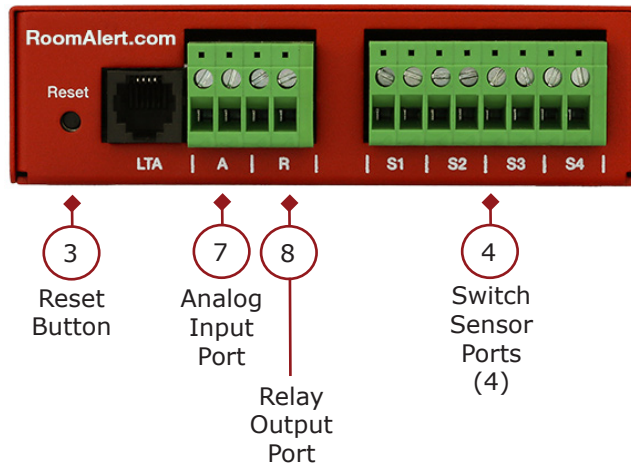 RoomAlert.com
Reset
LTA
A
R
S1
S2
S3
S4
3
7
8
4
Reset
Button
Analog
Input
Port
Relay
Output
Port
Switch
Sensor
Ports
(4)